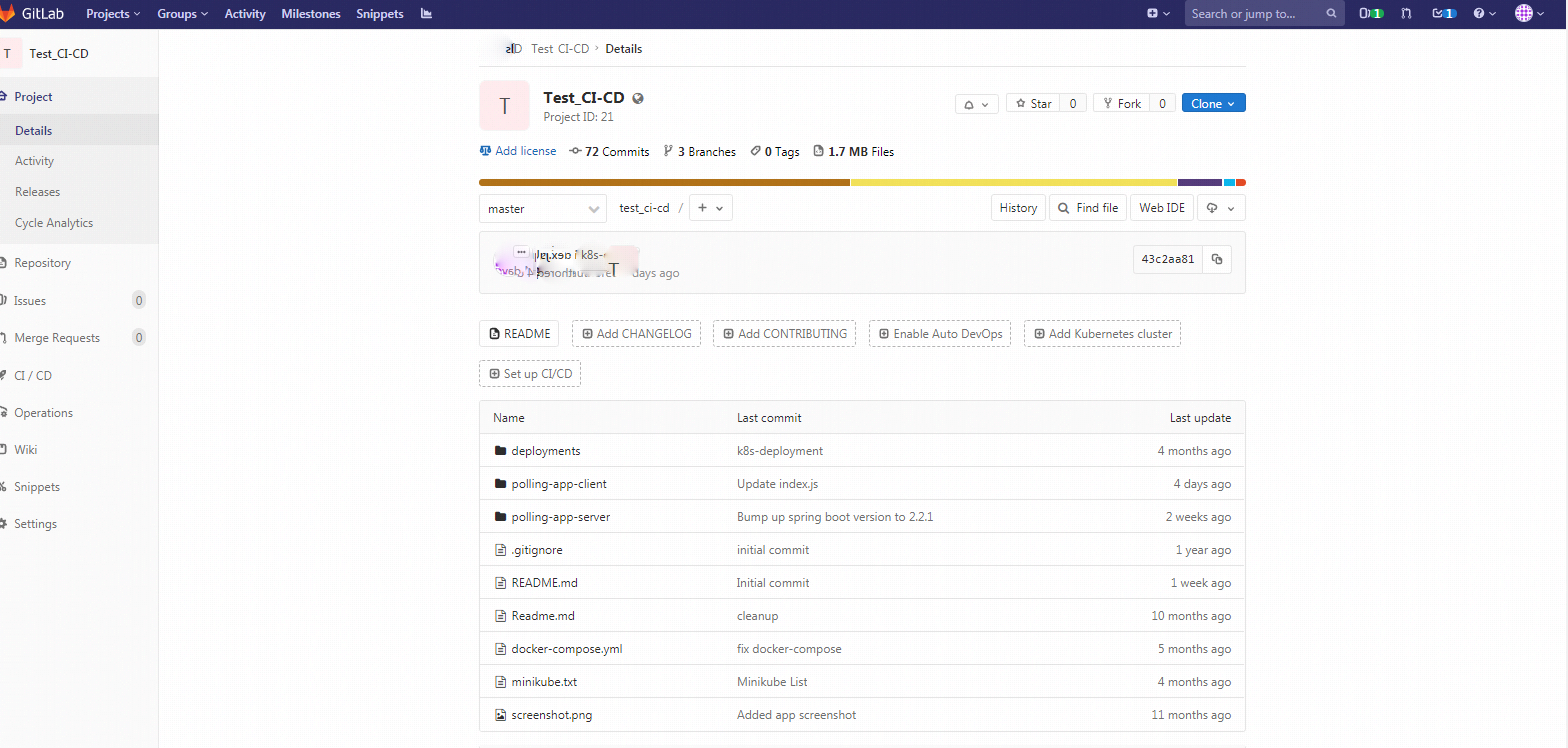 GitLab Projects Groups Activity Milestones Snippets Search or jump to... 1 1
T Test_CI-CD
Project
Details
Activity
Releases
Cycle Analytics
Repository
Issues 0
Merge Requests 0
CI / CD
Operations
Wiki
Snippets
Settings
Test CI-CD > Details
T
Test_CI-CD
Project ID: 21
Star 0 Fork 0 Clone
Add license 72 Commits 3 Branches 0 Tags 1.7 MB Files
master test_ci-cd / + History Find file Web IDE
k8s-
T days ago
43c2aa81
README Add CHANGELOG Add CONTRIBUTING Enable Auto DevOps Add Kubernetes cluster
Set up CI/CD
Name Last commit Last update
deployments k8s-deployment 4 months ago
polling-app-client Update index.js 4 days ago
polling-app-server Bump up spring boot version to 2.2.1 2 weeks ago
.gitignore initial commit 1 year ago
README.md Initial commit 1 week ago
Readme.md cleanup 10 months ago
docker-compose.yml fix docker-compose 5 months ago
minikube.txt Minikube List 4 months ago
screenshot.png Added app screenshot 11 months ago